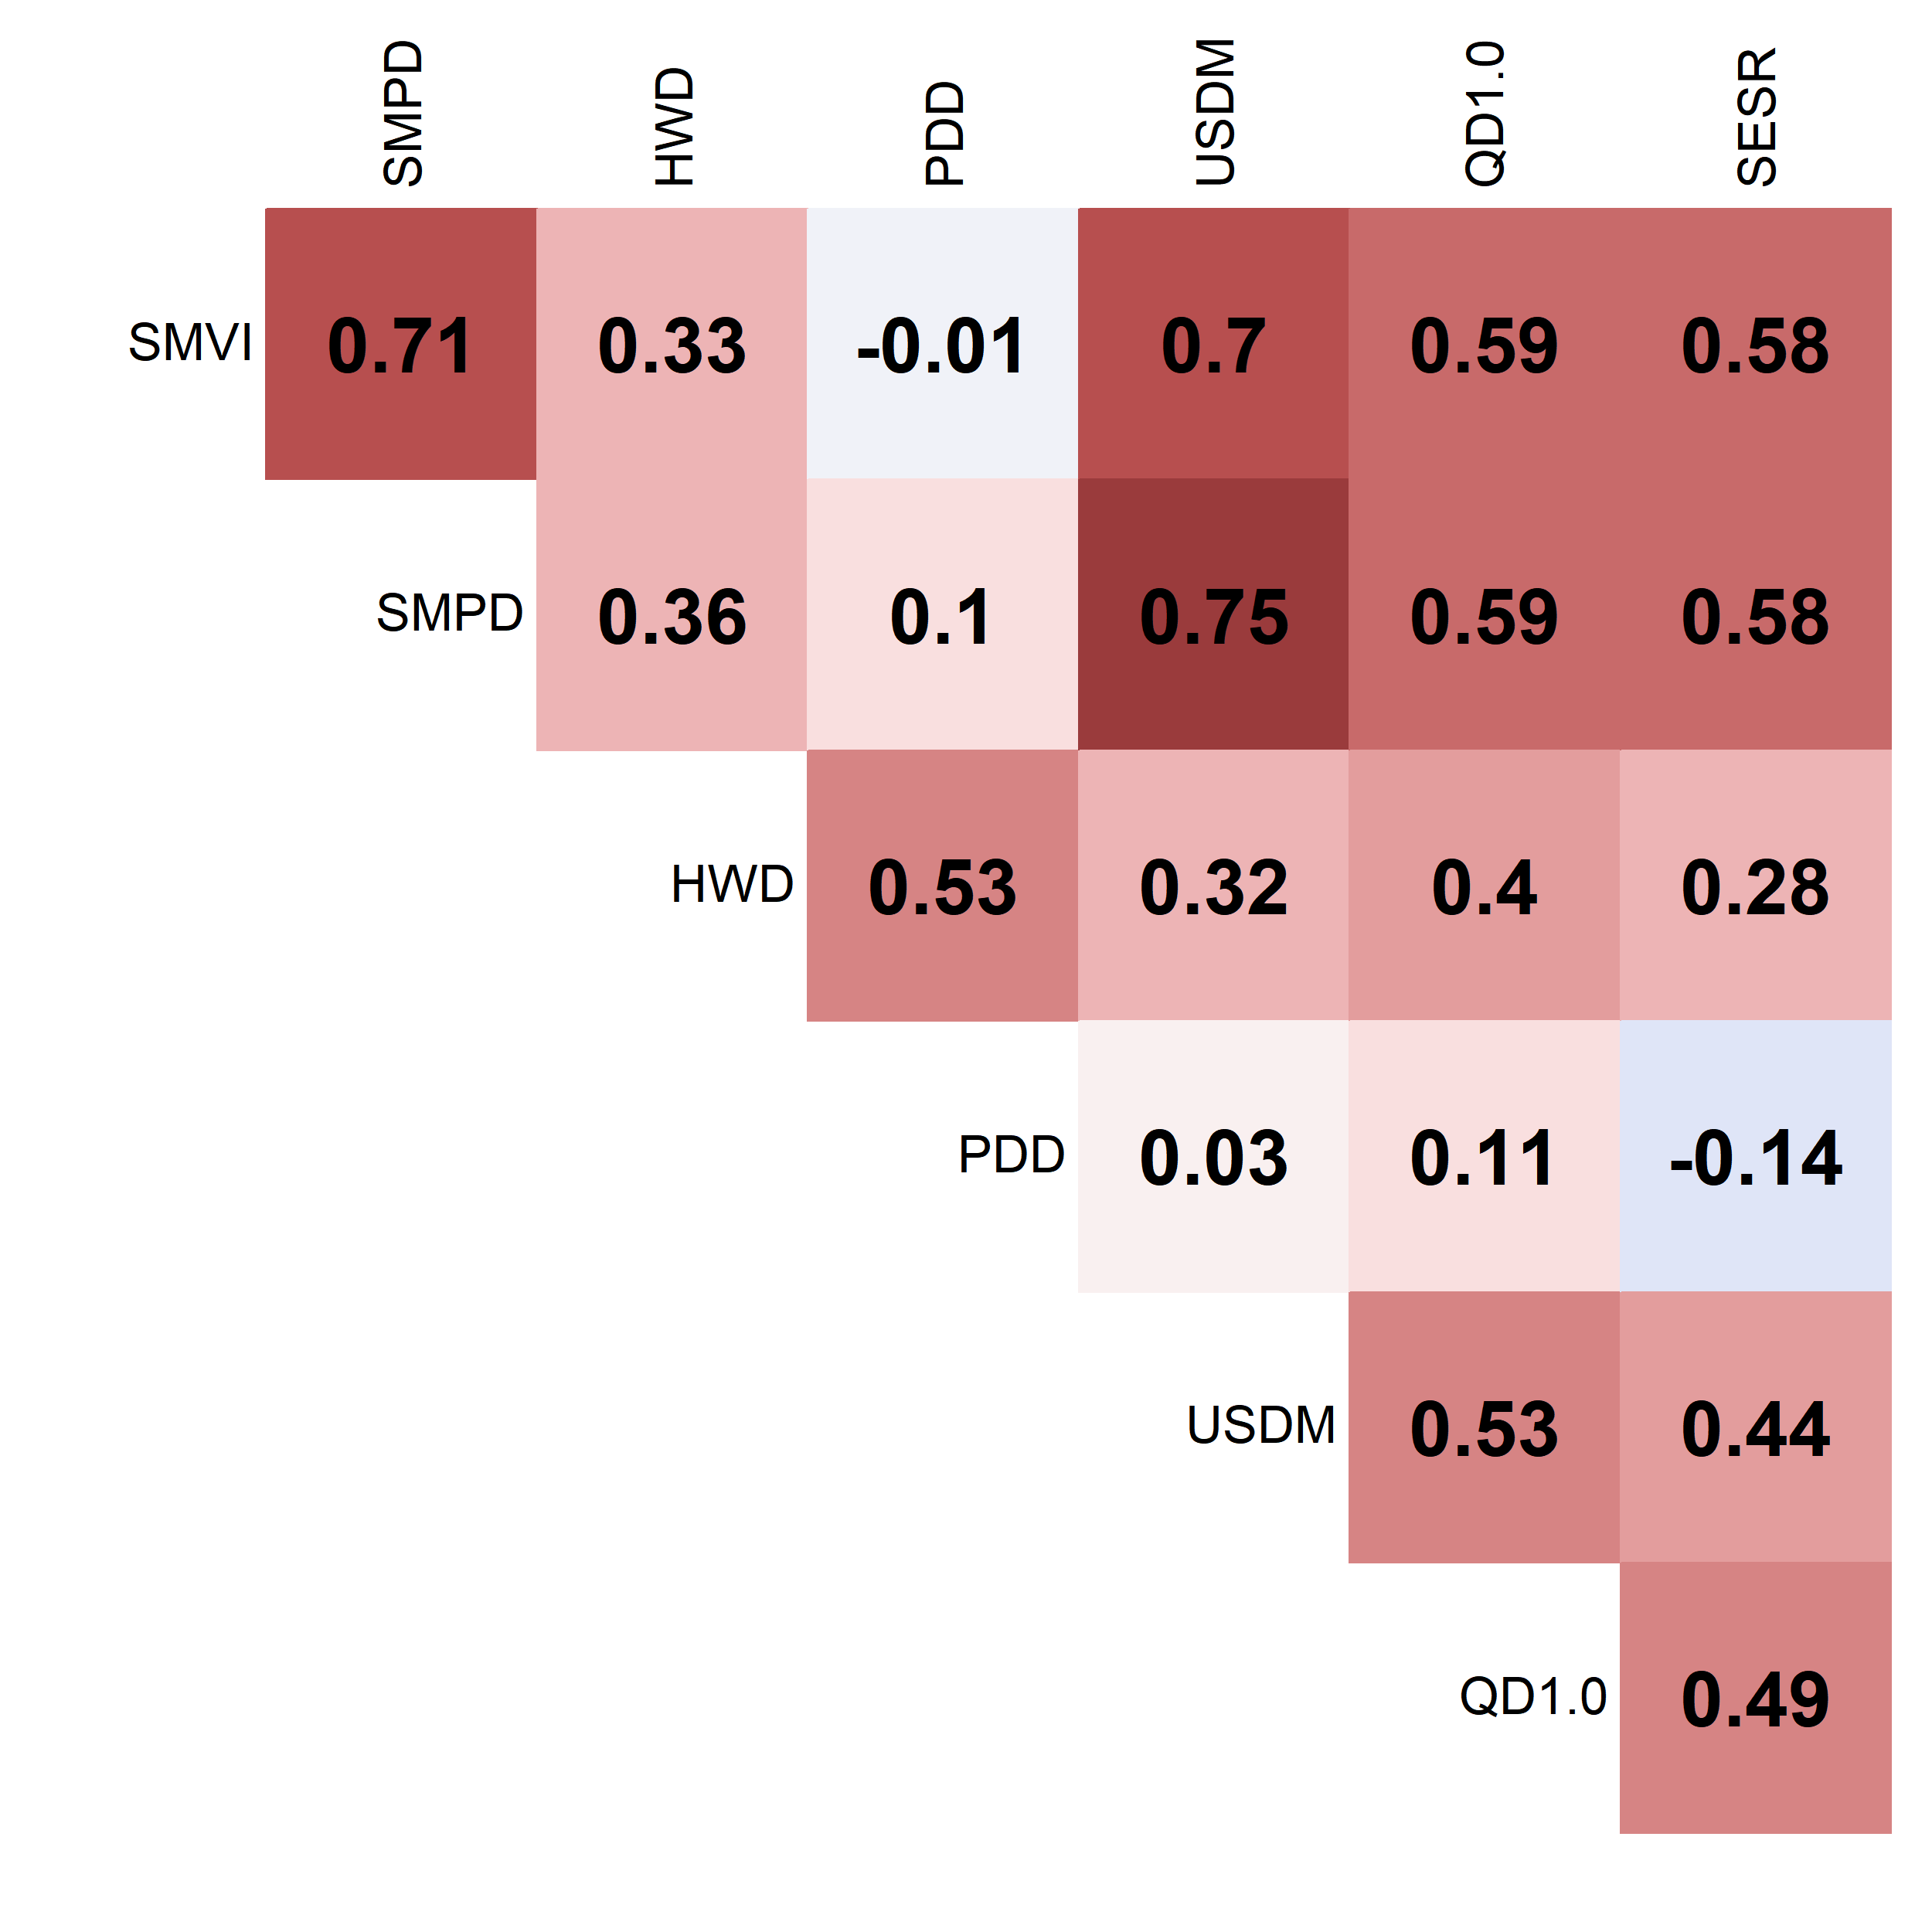 SMPD HWD PDD USDM QD1.0 SESR
SMVI 0.71 0.33 -0.01 0.7 0.59 0.58
SMPD 0.36 0.1 0.75 0.59 0.58
HWD 0.53 0.32 0.4 0.28
PDD 0.03 0.11 -0.14
USDM 0.53 0.44
QD1.0 0.49